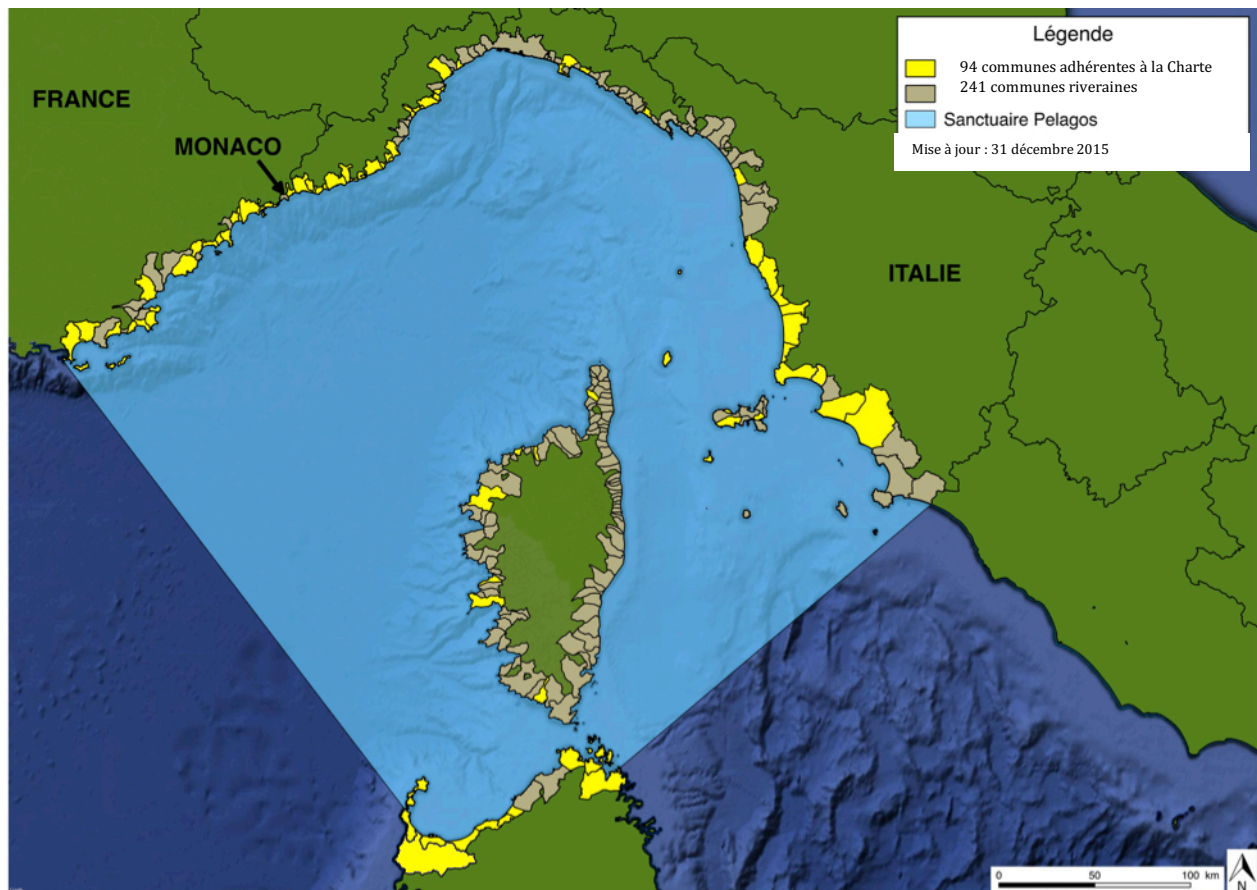 Légende
94 communes adhérentes à la Charte
241 communes riveraines
Sanctuaire Pelagos
Mise à jour : 31 décembre 2015
FRANCE
MONACO
ITALIE
0 50 100 km
N